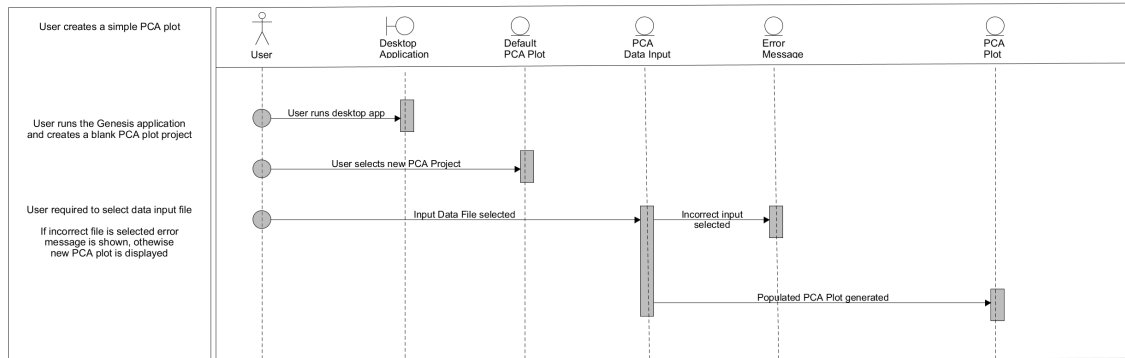 User creates a simple PCA plot
User
Desktop
Application
Default
PCA Plot
PCA
Data Input
Error
Message
PCA
Plot
User runs the Genesis application
and creates a blank PCA plot project
User runs desktop app
User selects new PCA Project
User required to select data input file
If incorrect file is selected error
message is shown, othewise
new PCA plot is displayed
Input Data File selected
Incorrect input
selected
Populated PCA Plot generated